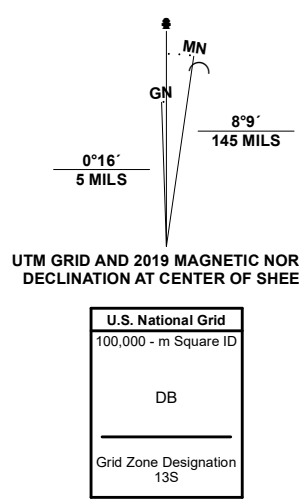 MN
GN
8°9´
145 MILS
0°16´
5 MILS
UTM GRID AND 2019 MAGNETIC NOR
DECLINATION AT CENTER OF SHEE
U.S. National Grid
100,000 - m Square ID
DB
Grid Zone Designation
13S